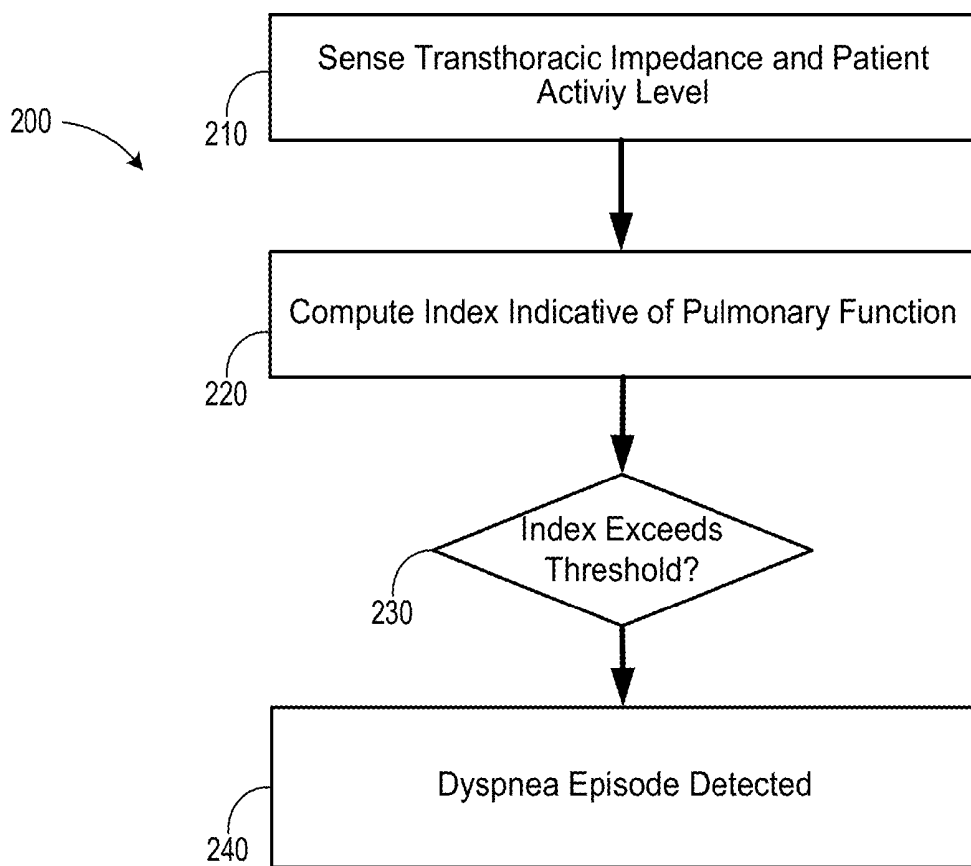 Sense Transthoracic Impedance and Patient
Activiy Level
200
210
Compute Index Indicative of Pulmonary Function
220
Index Exceeds
Threshold?
230
Dyspnea Episode Detected
240